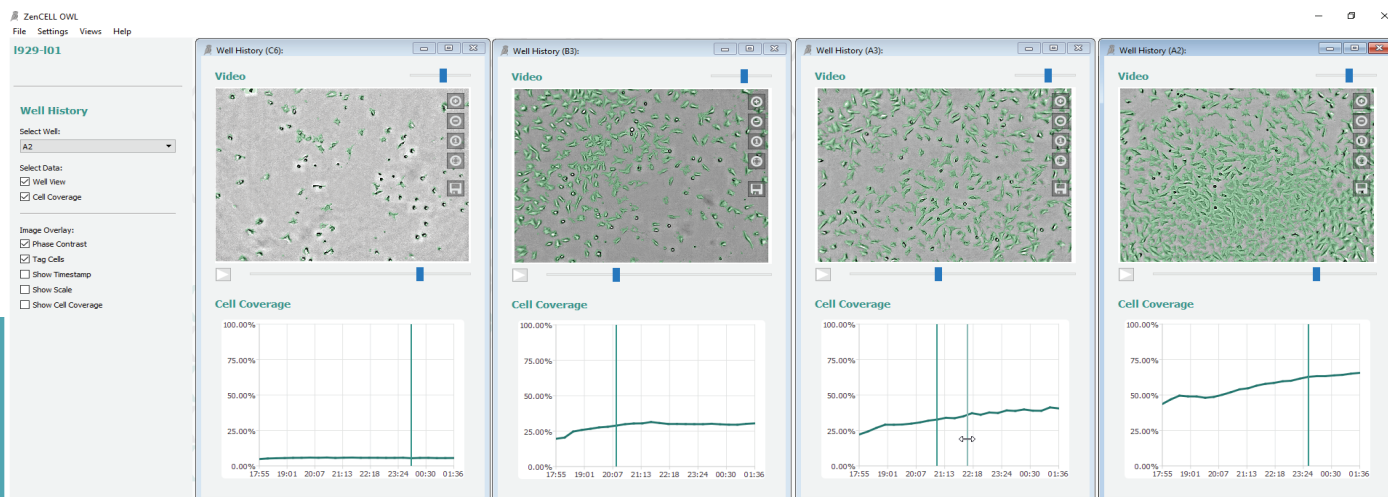 ZenCELL OWL
File Settings Views Help
l929-l01
Well History
Select Well:
A2
Select Data:
Well View
Cell Coverage
Image Overlay:
Phase Contrast
Tag Cells
Show Timestamp
Show Scale
Show Cell Coverage
Well History (C6):
Video
Cell Coverage
100.00%
75.00%
50.00%
25.00%
0.00%
17:55 19:01 20:07 21:13 22:18 23:24 00:30 01:36
Well History (B3):
Video
Cell Coverage
100.00%
75.00%
50.00%
25.00%
0.00%
17:55 19:01 20:07 21:13 22:18 23:24 00:30 01:36
Well History (A3):
Video
Cell Coverage
100.00%
75.00%
50.00%
25.00%
0.00%
17:55 19:01 20:07 21:13 22:18 23:24 00:30 01:36
Well History (A2):
Video
Cell Coverage
100.00%
75.00%
50.00%
25.00%
0.00%
17:55 19:01 20:07 21:13 22:18 23:24 00:30 01:36